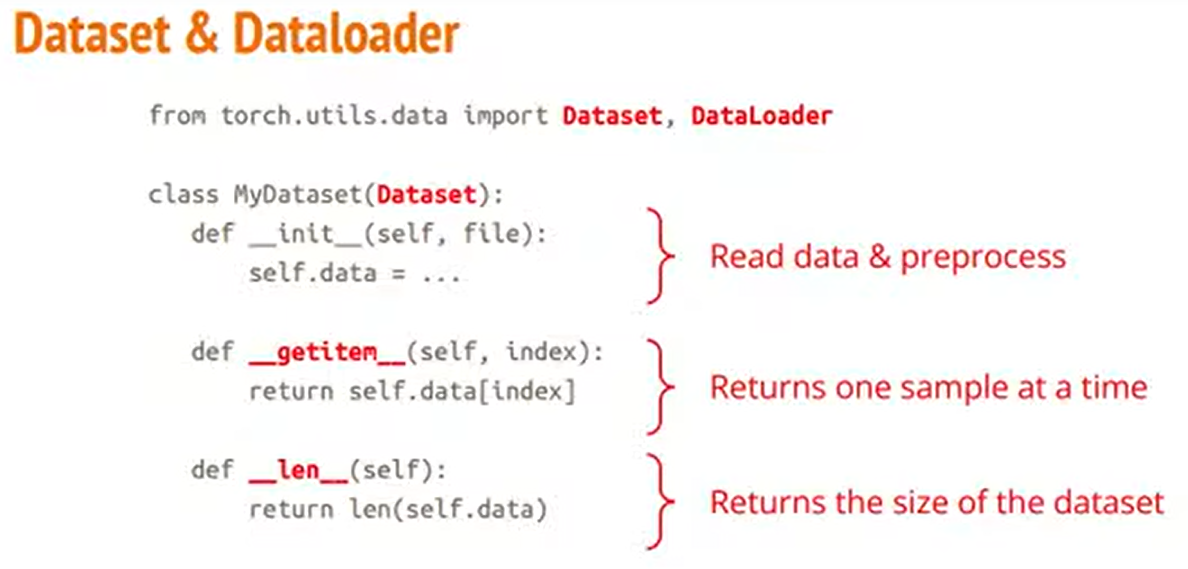 Dataset & Dataloader
from torch.utils.data import Dataset, DataLoader
class MyDataset(Dataset):
def __init__(self, file):
self.data = ...
Read data & preprocess
def __getitem__(self, index):
return self.data[index]
Returns one sample at a time
def __len__(self):
return len(self.data)
Returns the size of the dataset